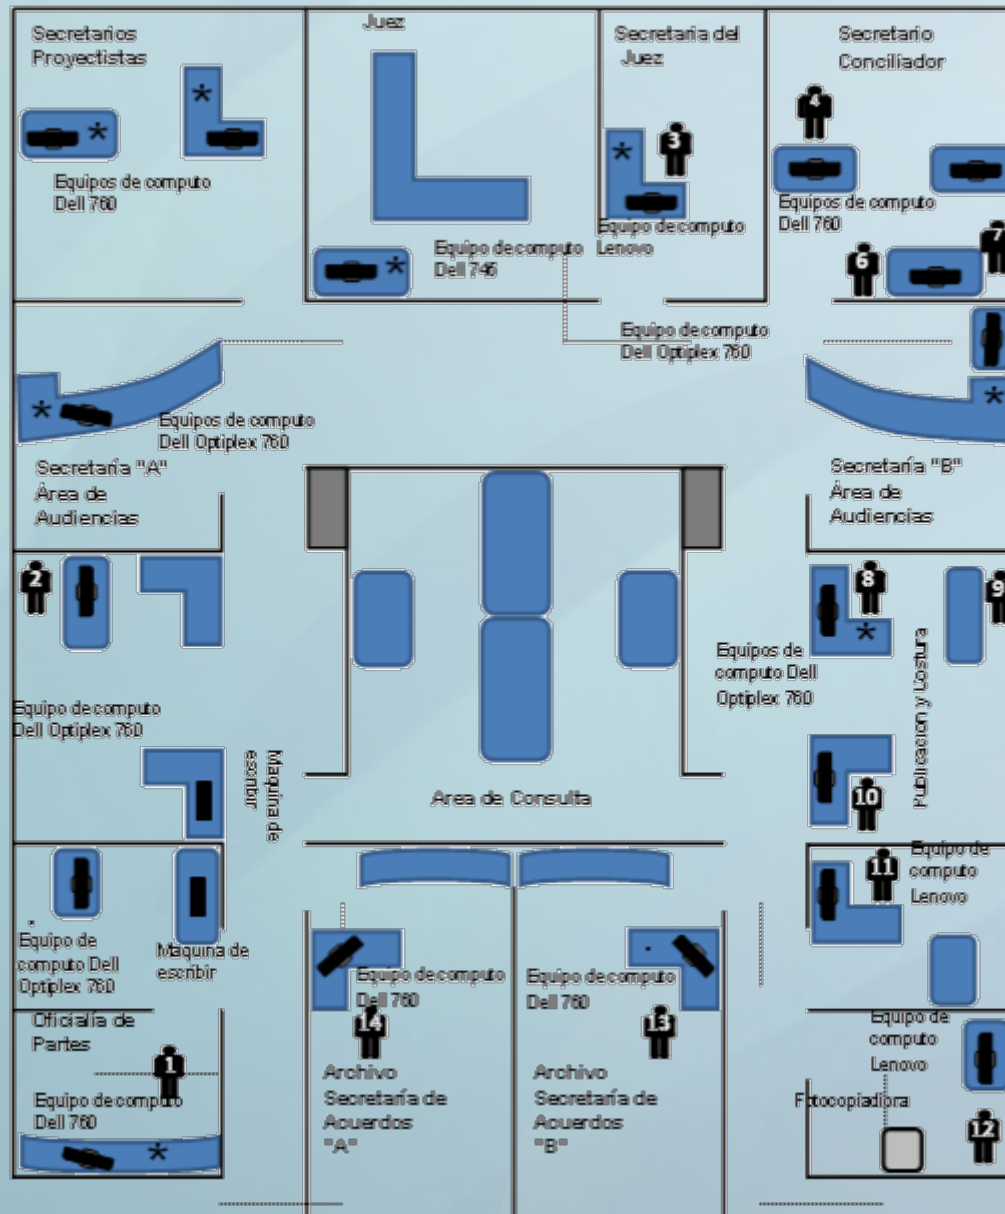 Secretarios
Proyectistas
Juez
Secretaria del
Juez
Secretario
Conciliador
4
3
*
*
*
Equipos de computo
Dell 760
Equipo de computo
Dell 745
*
Equipo de computo
Lenovo
Equipos de computo
Dell 760
6
7
Equipo de computo
Dell Optiplex 760
*
Equipos de computo
Dell Optiplex 760
*
Secretaría "A"
Área de
Audiencias
Secretaría "B"
Área de
Audiencias
2
8
9
*
Equipos de
computo Dell
Optiplex 760
Publicación y Costura
Equipo de computo
Dell Optiplex 760
Maquina de
escribir
10
Area de Consulta
11
Equipo de
computo
Lenovo
Equipo de
computo Dell
Optiplex 760
Maquina de
escribir
Equipo de computo
Dell 760
14
Equipo de computo
Dell 760
13
Oficialía de
Partes
1
Equipo de computo
Dell 760
*
Archivo
Secretaría de
Acuerdos
"A"
Archivo
Secretaría de
Acuerdos
"B"
Equipo de
computo
Lenovo
Fotocopiadora
12